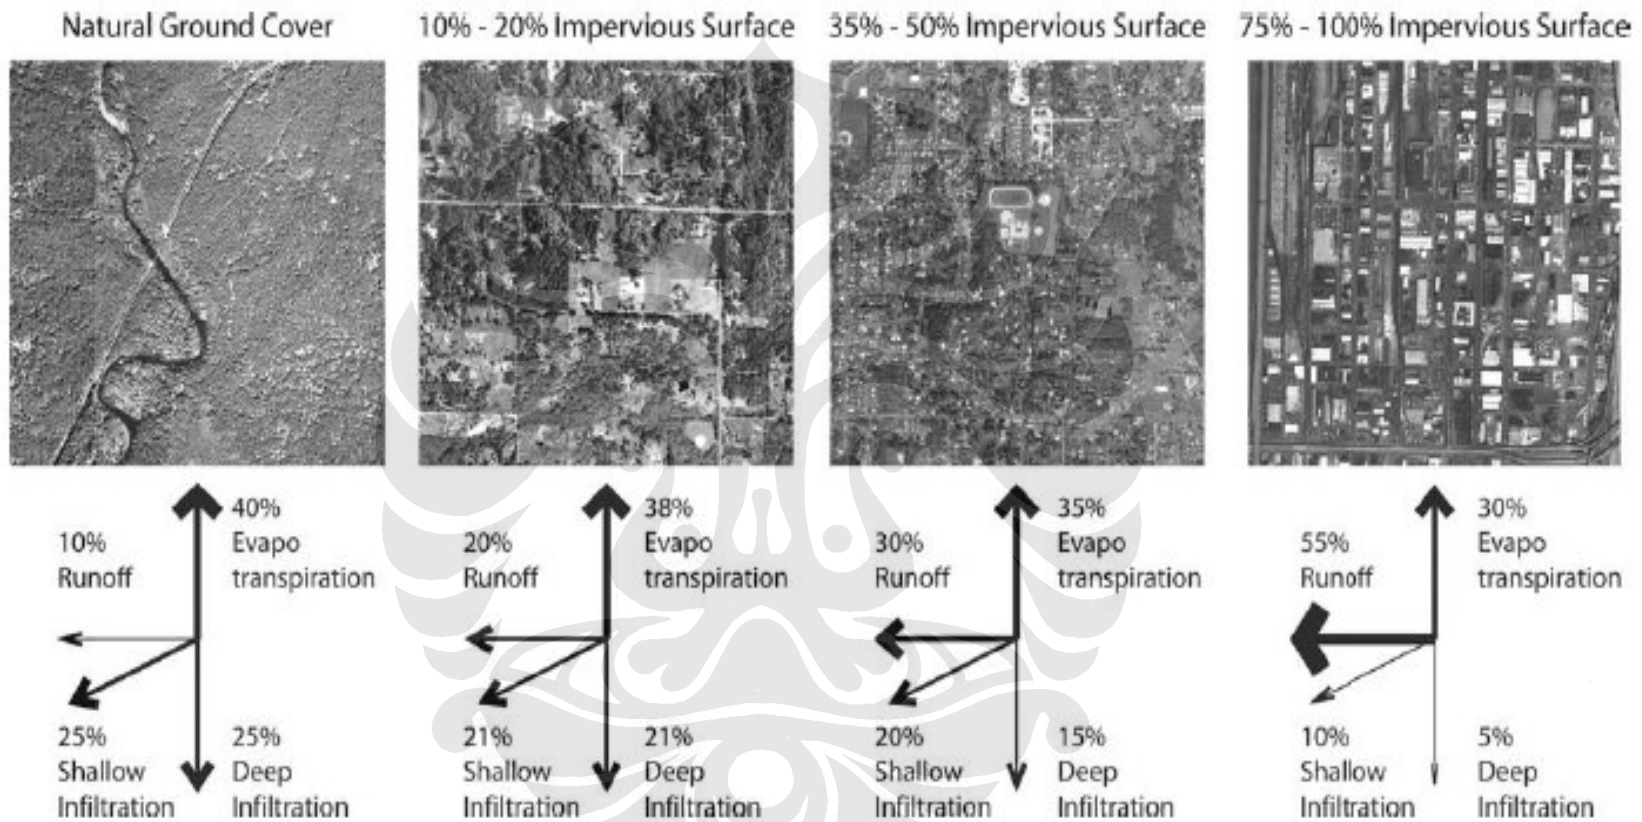 Natural Ground Cover
10% - 20% Impervious Surface
35% - 50% Impervious Surface
75% - 100% Impervious Surface
10%
Runoff
40%
Evapo
transpiration
25%
Shallow
Infiltration
25%
Deep
Infiltration
20%
Runoff
38%
Evapo
transpiration
21%
Shallow
Infiltration
21%
Deep
Infiltration
30%
Runoff
35%
Evapo
transpiration
20%
Shallow
Infiltration
15%
Deep
Infiltration
55%
Runoff
30%
Evapo
transpiration
10%
Shallow
Infiltration
5%
Deep
Infiltration